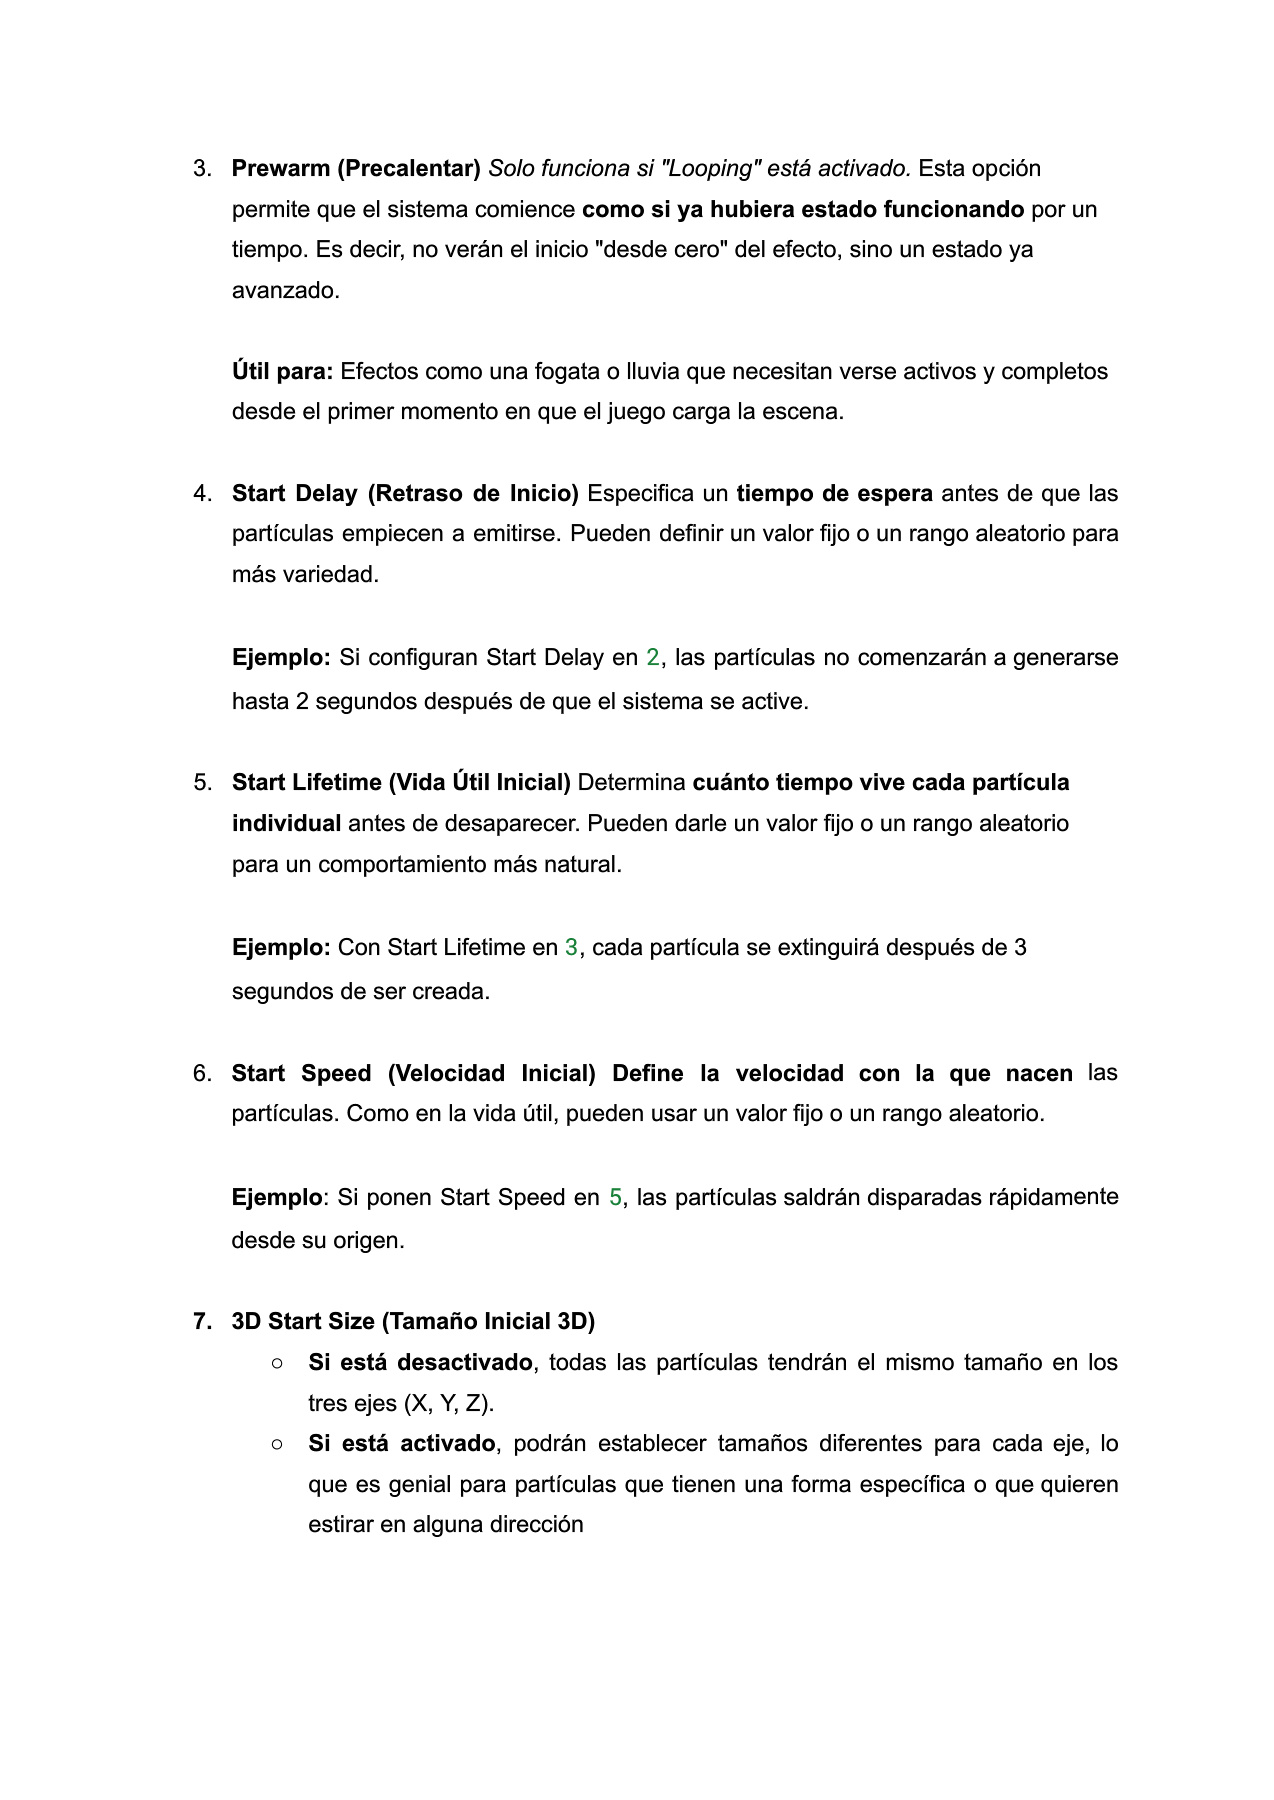 3. Prewarm (Precalentar) Solo funciona si "Looping" está activado. Esta opción
permite que el sistema comience como si ya hubiera estado funcionando por un
tiempo. Es decir, no verán el inicio "desde cero" del efecto, sino un estado ya
avanzado.
Útil para: Efectos como una fogata o lluvia que necesitan verse activos y completos
desde el primer momento en que el juego carga la escena.
4. Start Delay (Retraso de Inicio) Especifica un tiempo de espera antes de que las
partículas empiecen a emitirse. Pueden definir un valor fijo o un rango aleatorio para
más variedad.
Ejemplo: Si configuran Start Delay en 2, las partículas no comenzarán a generarse
hasta 2 segundos después de que el sistema se active.
5. Start Lifetime (Vida Útil Inicial) Determina cuánto tiempo vive cada partícula
individual antes de desaparecer. Pueden darle un valor fijo o un rango aleatorio
para un comportamiento más natural.
Ejemplo: Con Start Lifetime en 3, cada partícula se extinguirá después de 3
segundos de ser creada.
6. Start Speed (Velocidad Inicial) Define la velocidad con la que nacen las
partículas. Como en la vida útil, pueden usar un valor fijo o un rango aleatorio.
Ejemplo: Si ponen Start Speed en 5, las partículas saldrán disparadas rápidamente
desde su origen.
7. 3D Start Size (Tamaño Inicial 3D)
○ Si está desactivado, todas las partículas tendrán el mismo tamaño en los
tres ejes (X, Y, Z).
○ Si está activado, podrán establecer tamaños diferentes para cada eje, lo
que es genial para partículas que tienen una forma específica o que quieren
estirar en alguna dirección